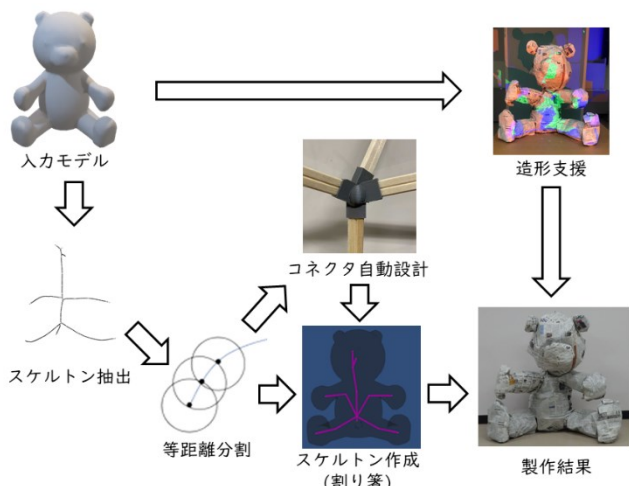 入力モデル
造形支援
コネクタ自動設計
スケルトン抽出
等距離分割
スケルトン作成
(割り箸)
製作結果